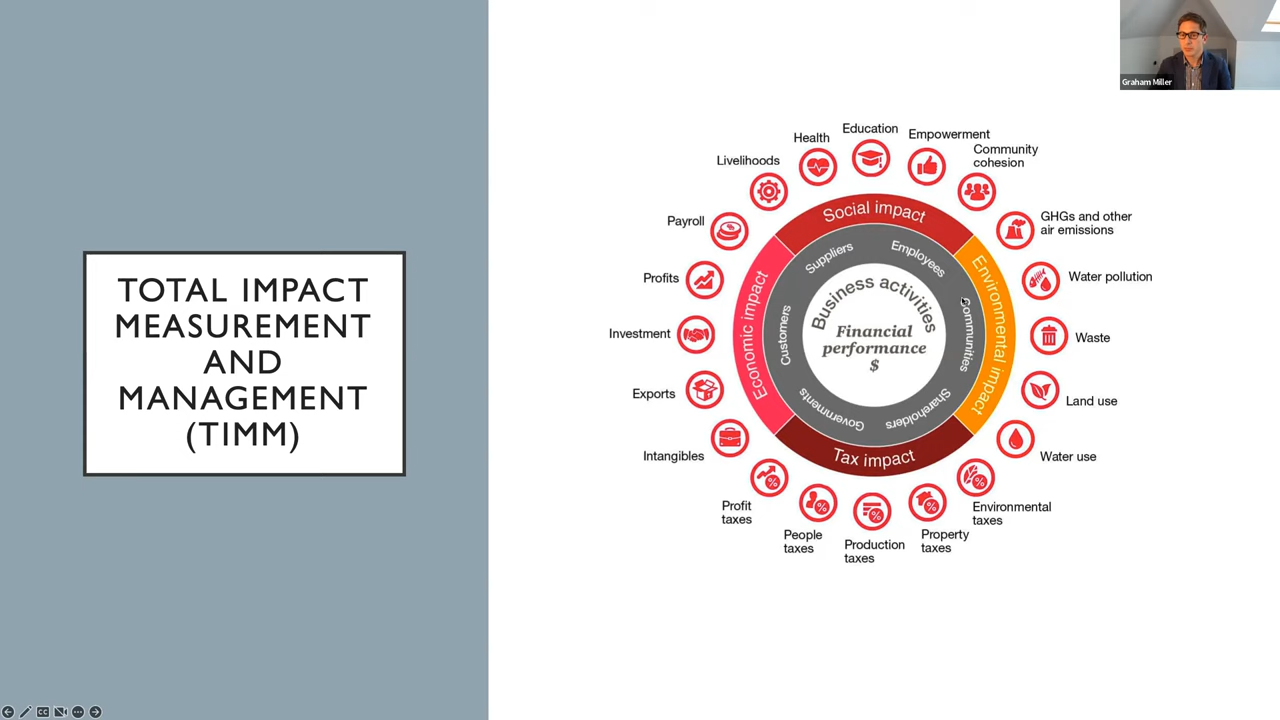 Graham Miller
TOTAL IMPACT
MEASUREMENT
AND
MANAGEMENT
(TIMM)
Education
Health
Empowerment
Livelihoods
Community
cohesion
Payroll
GHGs and other
air emissions
Profits
Water pollution
Investment
Waste
Exports
Land use
Intangibles
Water use
Profit
taxes
People
taxes
Production
taxes
Property
taxes
Environmental
taxes
Social impact
Environmental impact
Tax impact
Economic impact
Suppliers
Employees
Communities
Shareholders
Governments
Customers
Business activities
Financial
performance
$
%
%
%
%
%
CC